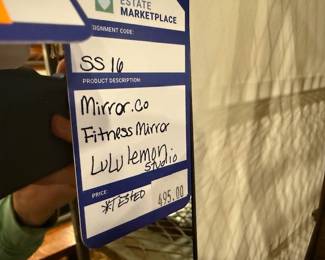 ESTATE
MARKETPLACE
SIGNMENT CODE:
SS 16
PRODUCT DESCRIPTION:
Mirror.Co
Fitness Mirror
Lululemon
Studio
PRICE:
*TESTED 495.00